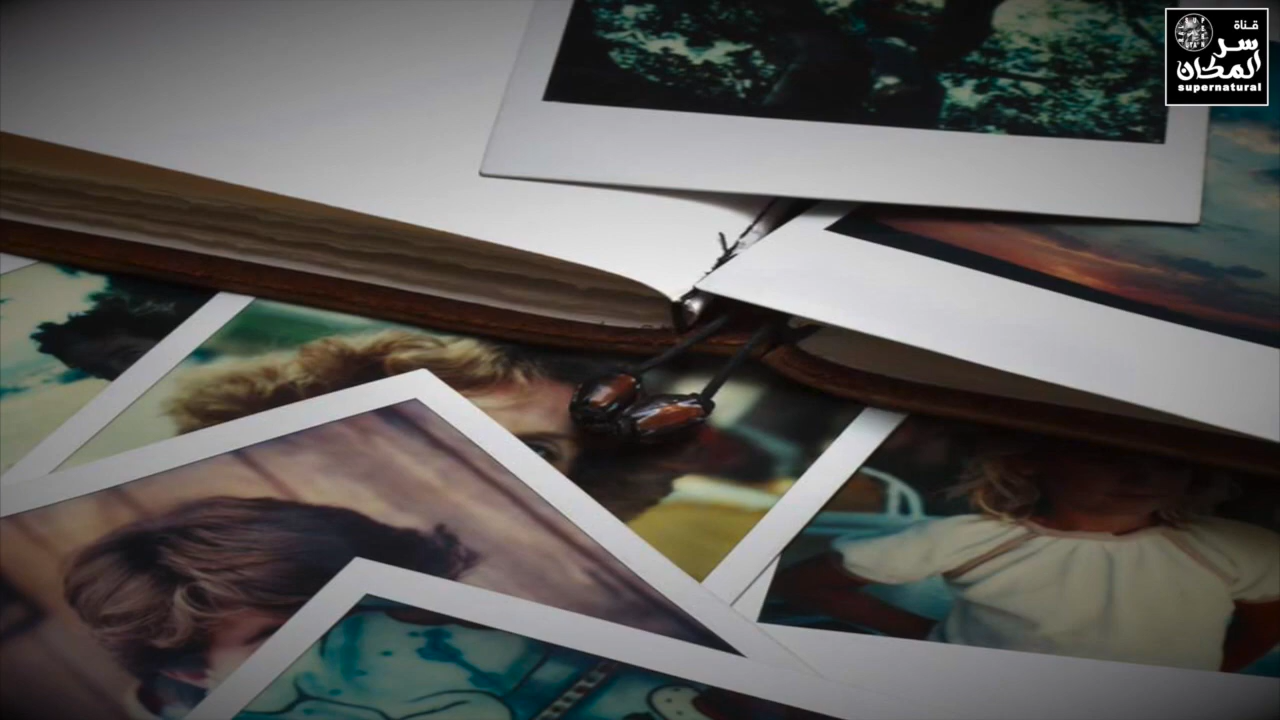 قناة
سر
المكان
supernatural